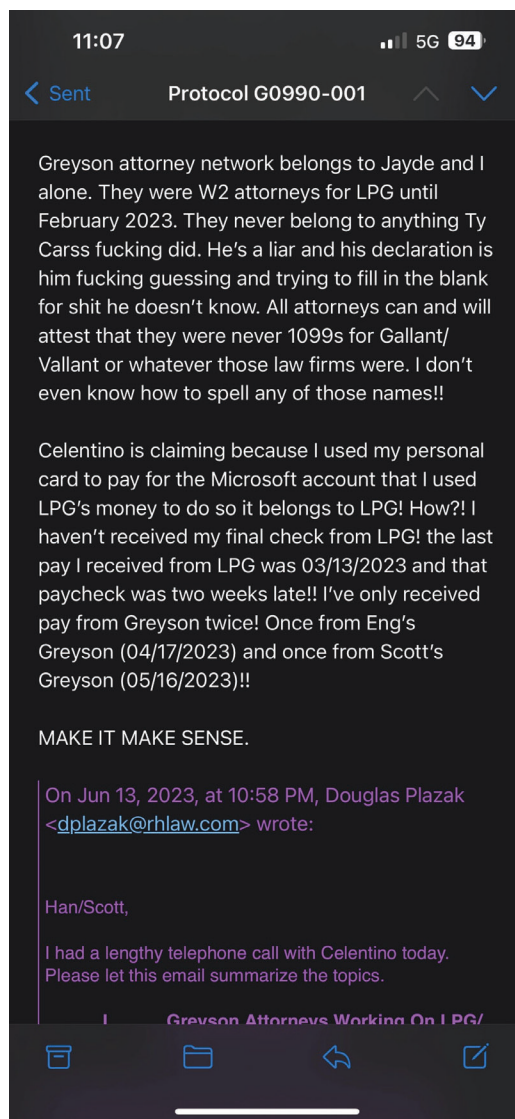 11:07
5G 94
Sent
Protocol G0990-001
Greyson attorney network belongs to Jayde and I
alone. They were W2 attorneys for LPG until
February 2023. They never belong to anything Ty
Carss fucking did. He's a liar and his declaration is
him fucking guessing and trying to fill in the blank
for shit he doesn't know. All attorneys can and will
attest that they were never 1099s for Gallant/
Vallant or whatever those law firms were. I don't
even know how to spell any of those names!!
Celentino is claiming because I used my personal
card to pay for the Microsoft account that I used
LPG's money to do so it belongs to LPG! How?! I
haven't received my final check from LPG! the last
pay I received from LPG was 03/13/2023 and that
paycheck was two weeks late!! I've only received
pay from Greyson twice! Once from Eng's
Greyson (04/17/2023) and once from Scott's
Greyson (05/16/2023)!!
MAKE IT MAKE SENSE.
On Jun 13, 2023, at 10:58 PM, Douglas Plazak
<dplazak@rhlaw.com> wrote:
Han/Scott,
I had a lengthy telephone call with Celentino today.
Please let this email summarize the topics.
I. Greyson Attorneys Working On LPG/